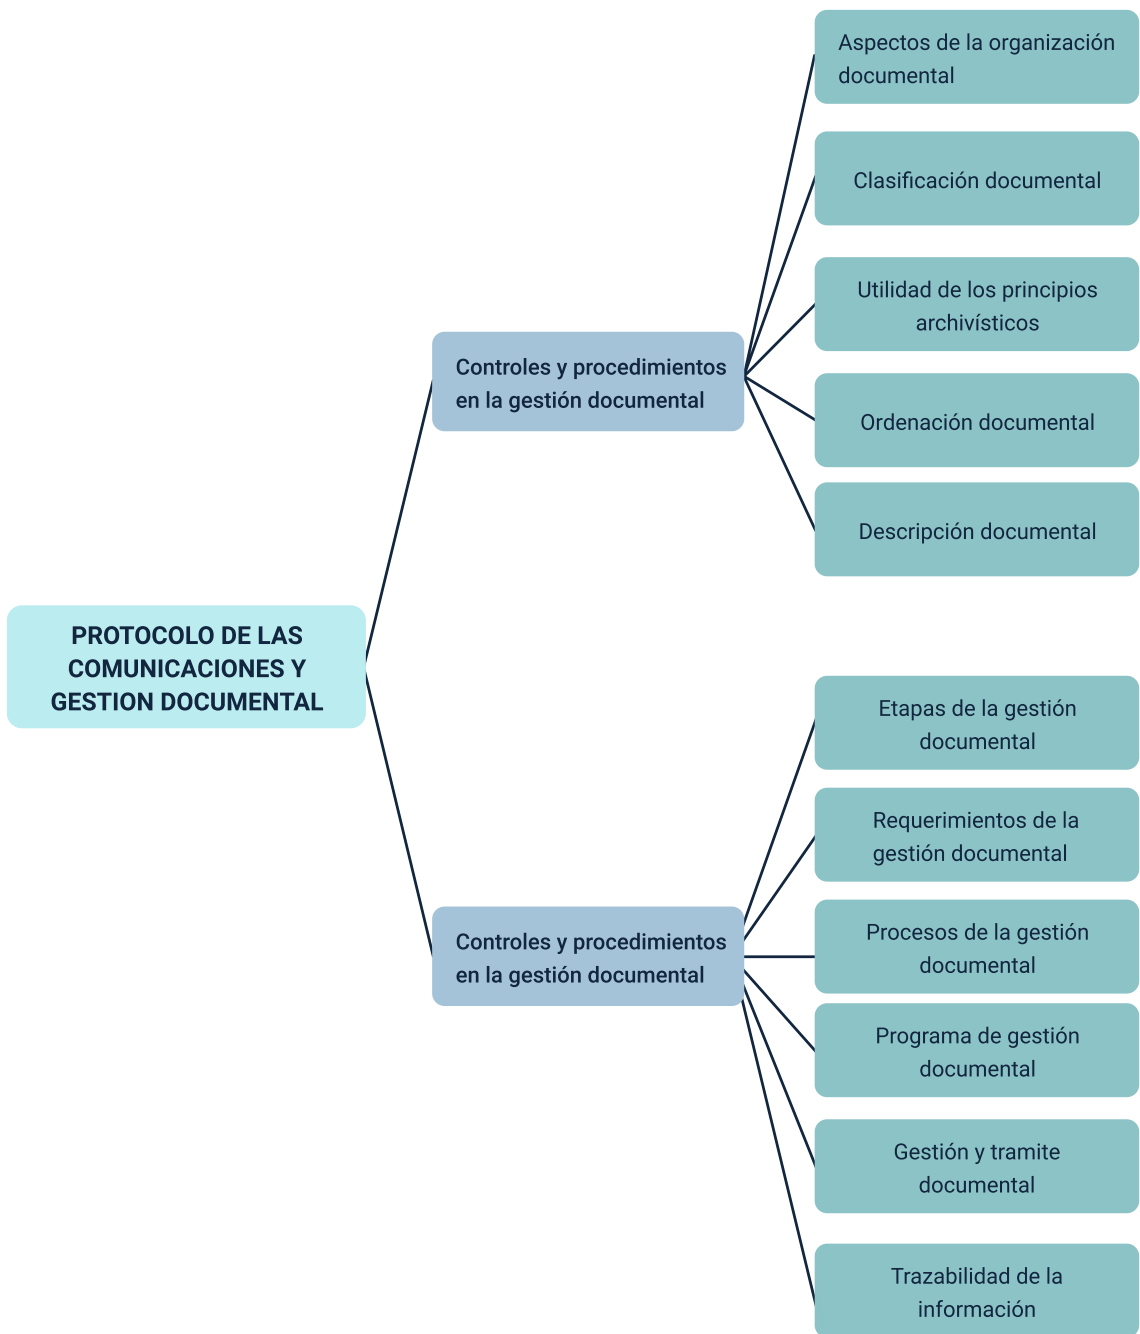 PROTOCOLO DE LAS
COMUNICACIONES Y
GESTION DOCUMENTAL
Controles y procedimientos
en la gestión documental
Aspectos de la organización
documental
Clasificación documental
Utilidad de los principios
archivísticos
Ordenación documental
Descripción documental
Controles y procedimientos
en la gestión documental
Etapas de la gestión
documental
Requerimientos de la
gestión documental
Procesos de la gestión
documental
Programa de gestión
documental
Gestión y tramite
documental
Trazabilidad de la
información